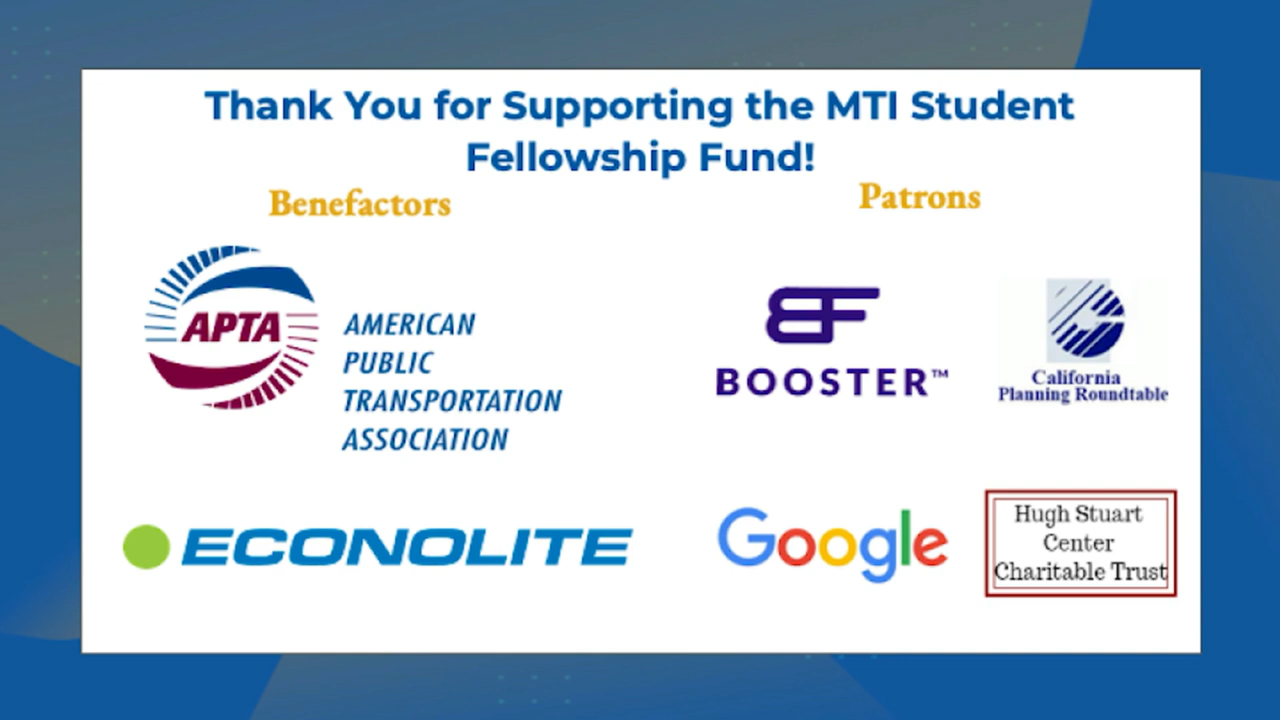 Thank You for Supporting the MTI Student
Fellowship Fund!
Benefactors
Patrons
APTA
AMERICAN
PUBLIC
TRANSPORTATION
ASSOCIATION
BF
BOOSTER™
California
Planning Roundtable
ECONOLITE
Google
Hugh Stuart
Center
Charitable Trust